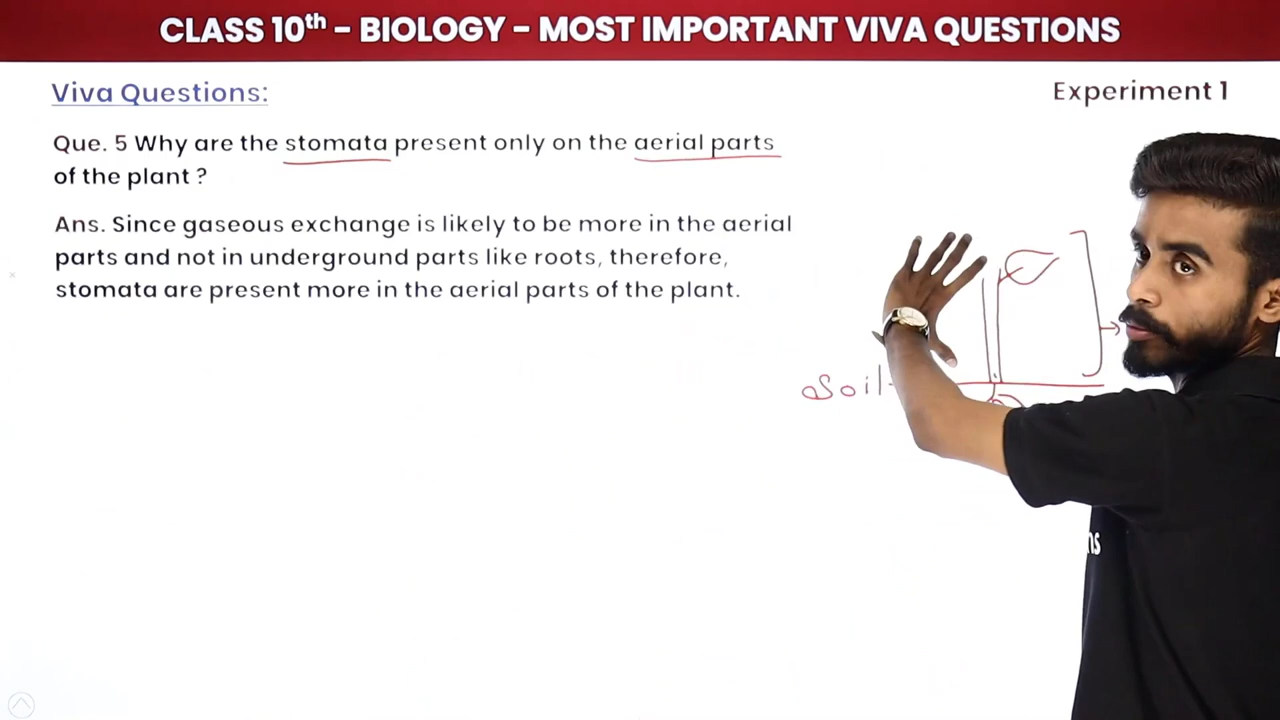 CLASS 10th – BIOLOGY – MOST IMPORTANT VIVA QUESTIONS
Viva Questions:
Experiment 1
Que. 5 Why are the stomata present only on the aerial parts
of the plant ?
Ans. Since gaseous exchange is likely to be more in the aerial
parts and not in underground parts like roots, therefore,
stomata are present more in the aerial parts of the plant.
Soil